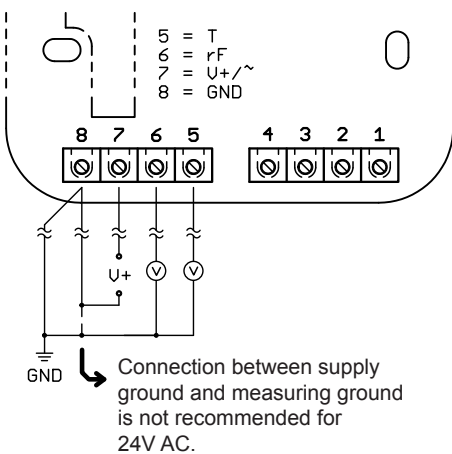 5 = T
6 = rF
7 = V+/~
8 = GND
8 7 6 5 4 3 2 1
V+ V V
GND
Connection between supply
ground and measuring ground
is not recommended for
24V AC.